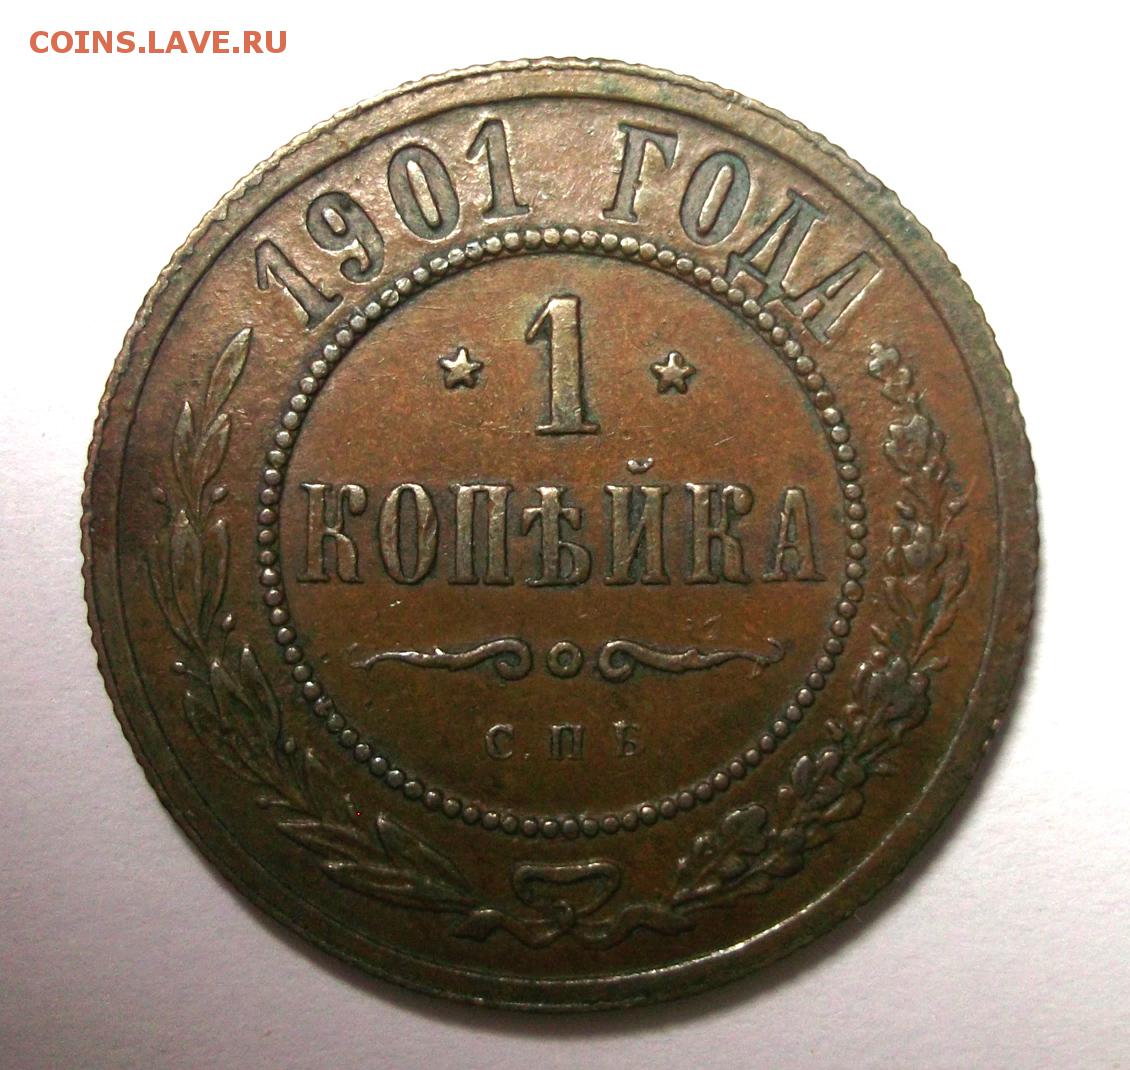 COINS.LAVE.RU
1901 ГОДА
1
КОПѢЙКА
С.П.Б.